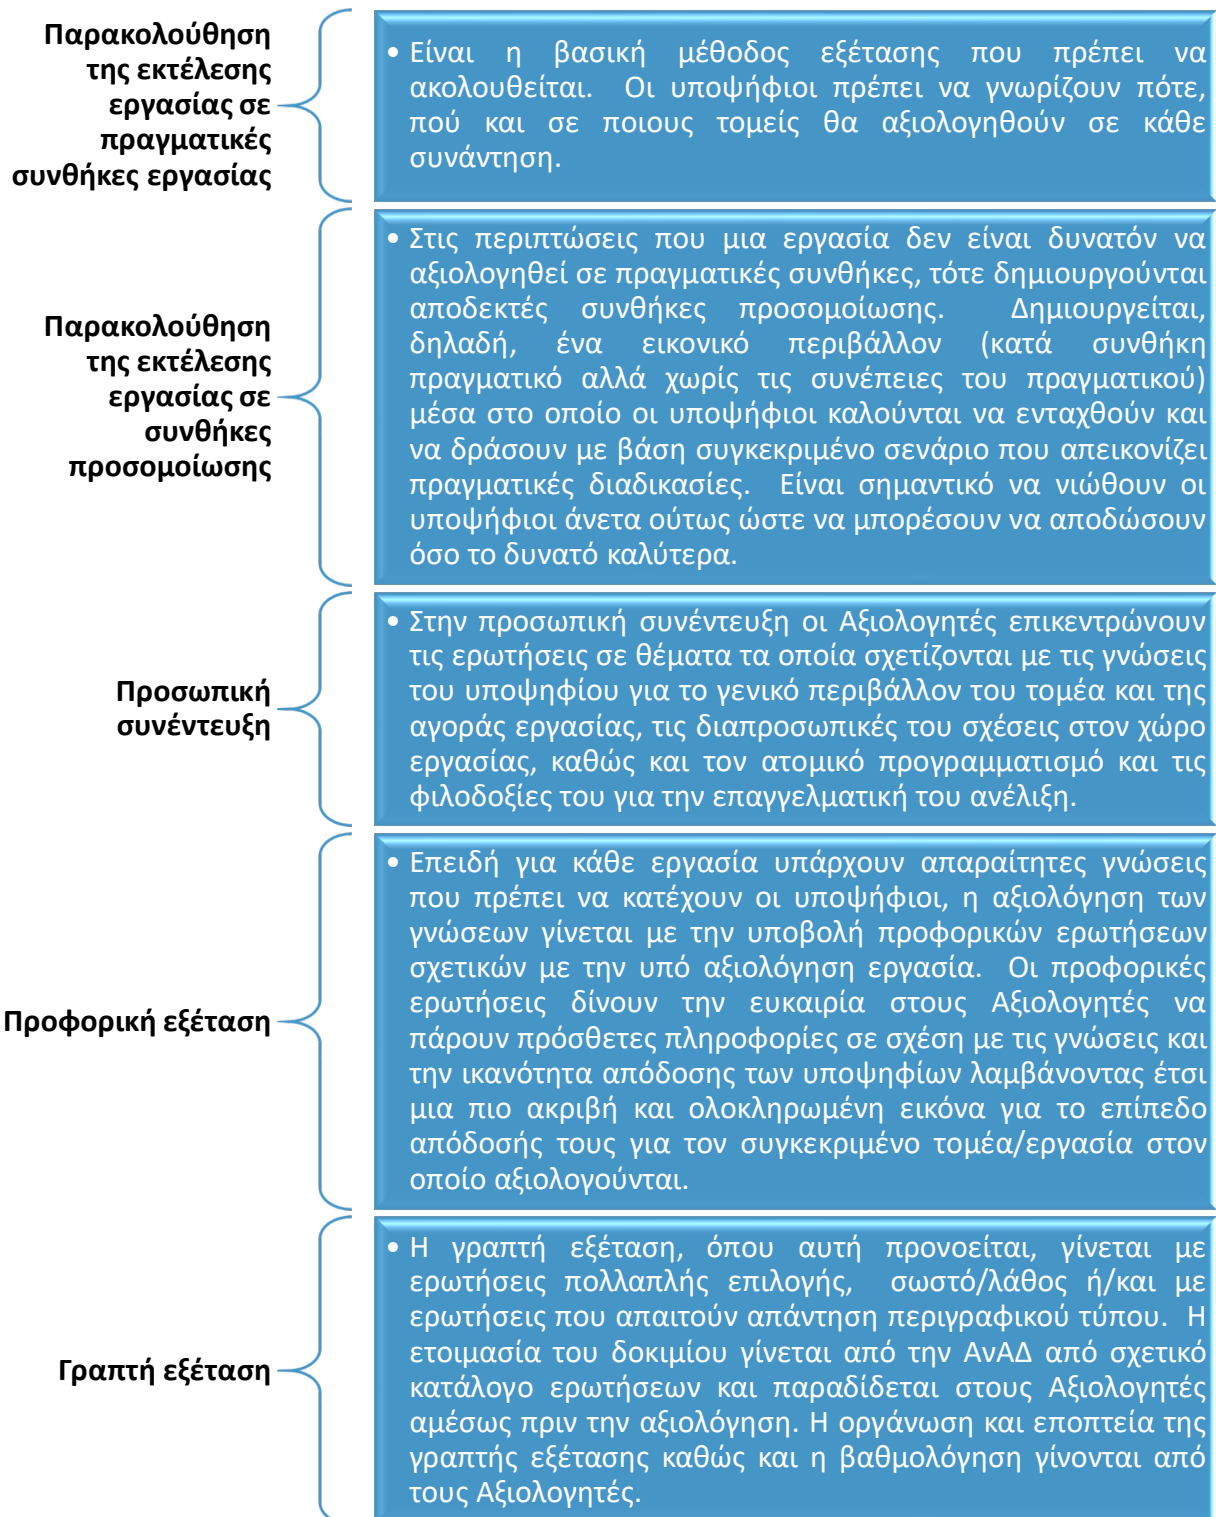 Παρακολούθηση
της εκτέλεσης
εργασίας σε
πραγματικές
συνθήκες εργασίας
• Είναι η βασική μέθοδος εξέτασης που πρέπει να
ακολουθείται. Οι υποψήφιοι πρέπει να γνωρίζουν πότε,
πού και σε ποιους τομείς θα αξιολογηθούν σε κάθε
συνάντηση.
Παρακολούθηση
της εκτέλεσης
εργασίας σε
συνθήκες
προσομοίωσης
• Στις περιπτώσεις που μια εργασία δεν είναι δυνατόν να
αξιολογηθεί σε πραγματικές συνθήκες, τότε δημιουργούνται
αποδεκτές συνθήκες προσομοίωσης. Δημιουργείται,
δηλαδή, ένα εικονικό περιβάλλον (κατά συνθήκη
πραγματικό αλλά χωρίς τις συνέπειες του πραγματικού)
μέσα στο οποίο οι υποψήφιοι καλούνται να ενταχθούν και
να δράσουν με βάση συγκεκριμένο σενάριο που απεικονίζει
πραγματικές διαδικασίες. Είναι σημαντικό να νιώθουν οι
υποψήφιοι άνετα ούτως ώστε να μπορέσουν να αποδώσουν
όσο το δυνατό καλύτερα.
Προσωπική
συνέντευξη
• Στην προσωπική συνέντευξη οι Αξιολογητές επικεντρώνουν
τις ερωτήσεις σε θέματα τα οποία σχετίζονται με τις γνώσεις
του υποψηφίου για το γενικό περιβάλλον του τομέα και της
αγοράς εργασίας, τις διαπροσωπικές του σχέσεις στον χώρο
εργασίας, καθώς και τον ατομικό προγραμματισμό και τις
φιλοδοξίες του για την επαγγελματική του ανέλιξη.
Προφορική εξέταση
• Επειδή για κάθε εργασία υπάρχουν απαραίτητες γνώσεις
που πρέπει να κατέχουν οι υποψήφιοι, η αξιολόγηση των
γνώσεων γίνεται με την υποβολή προφορικών ερωτήσεων
σχετικών με την υπό αξιολόγηση εργασία. Οι προφορικές
ερωτήσεις δίνουν την ευκαιρία στους Αξιολογητές να
πάρουν πρόσθετες πληροφορίες σε σχέση με τις γνώσεις και
την ικανότητα απόδοσης των υποψηφίων λαμβάνοντας έτσι
μια πιο ακριβή και ολοκληρωμένη εικόνα για το επίπεδο
απόδοσής τους για τον συγκεκριμένο τομέα/εργασία στον
οποίο αξιολογούνται.
Γραπτή εξέταση
• Η γραπτή εξέταση, όπου αυτή προνοείται, γίνεται με
ερωτήσεις πολλαπλής επιλογής, σωστό/λάθος ή/και με
ερωτήσεις που απαιτούν απάντηση περιγραφικού τύπου. Η
ετοιμασία του δοκιμίου γίνεται από την ΑνΑΔ από σχετικό
κατάλογο ερωτήσεων και παραδίδεται στους Αξιολογητές
αμέσως πριν την αξιολόγηση. Η οργάνωση και εποπτεία της
γραπτής εξέτασης καθώς και η βαθμολόγηση γίνονται από
τους Αξιολογητές.